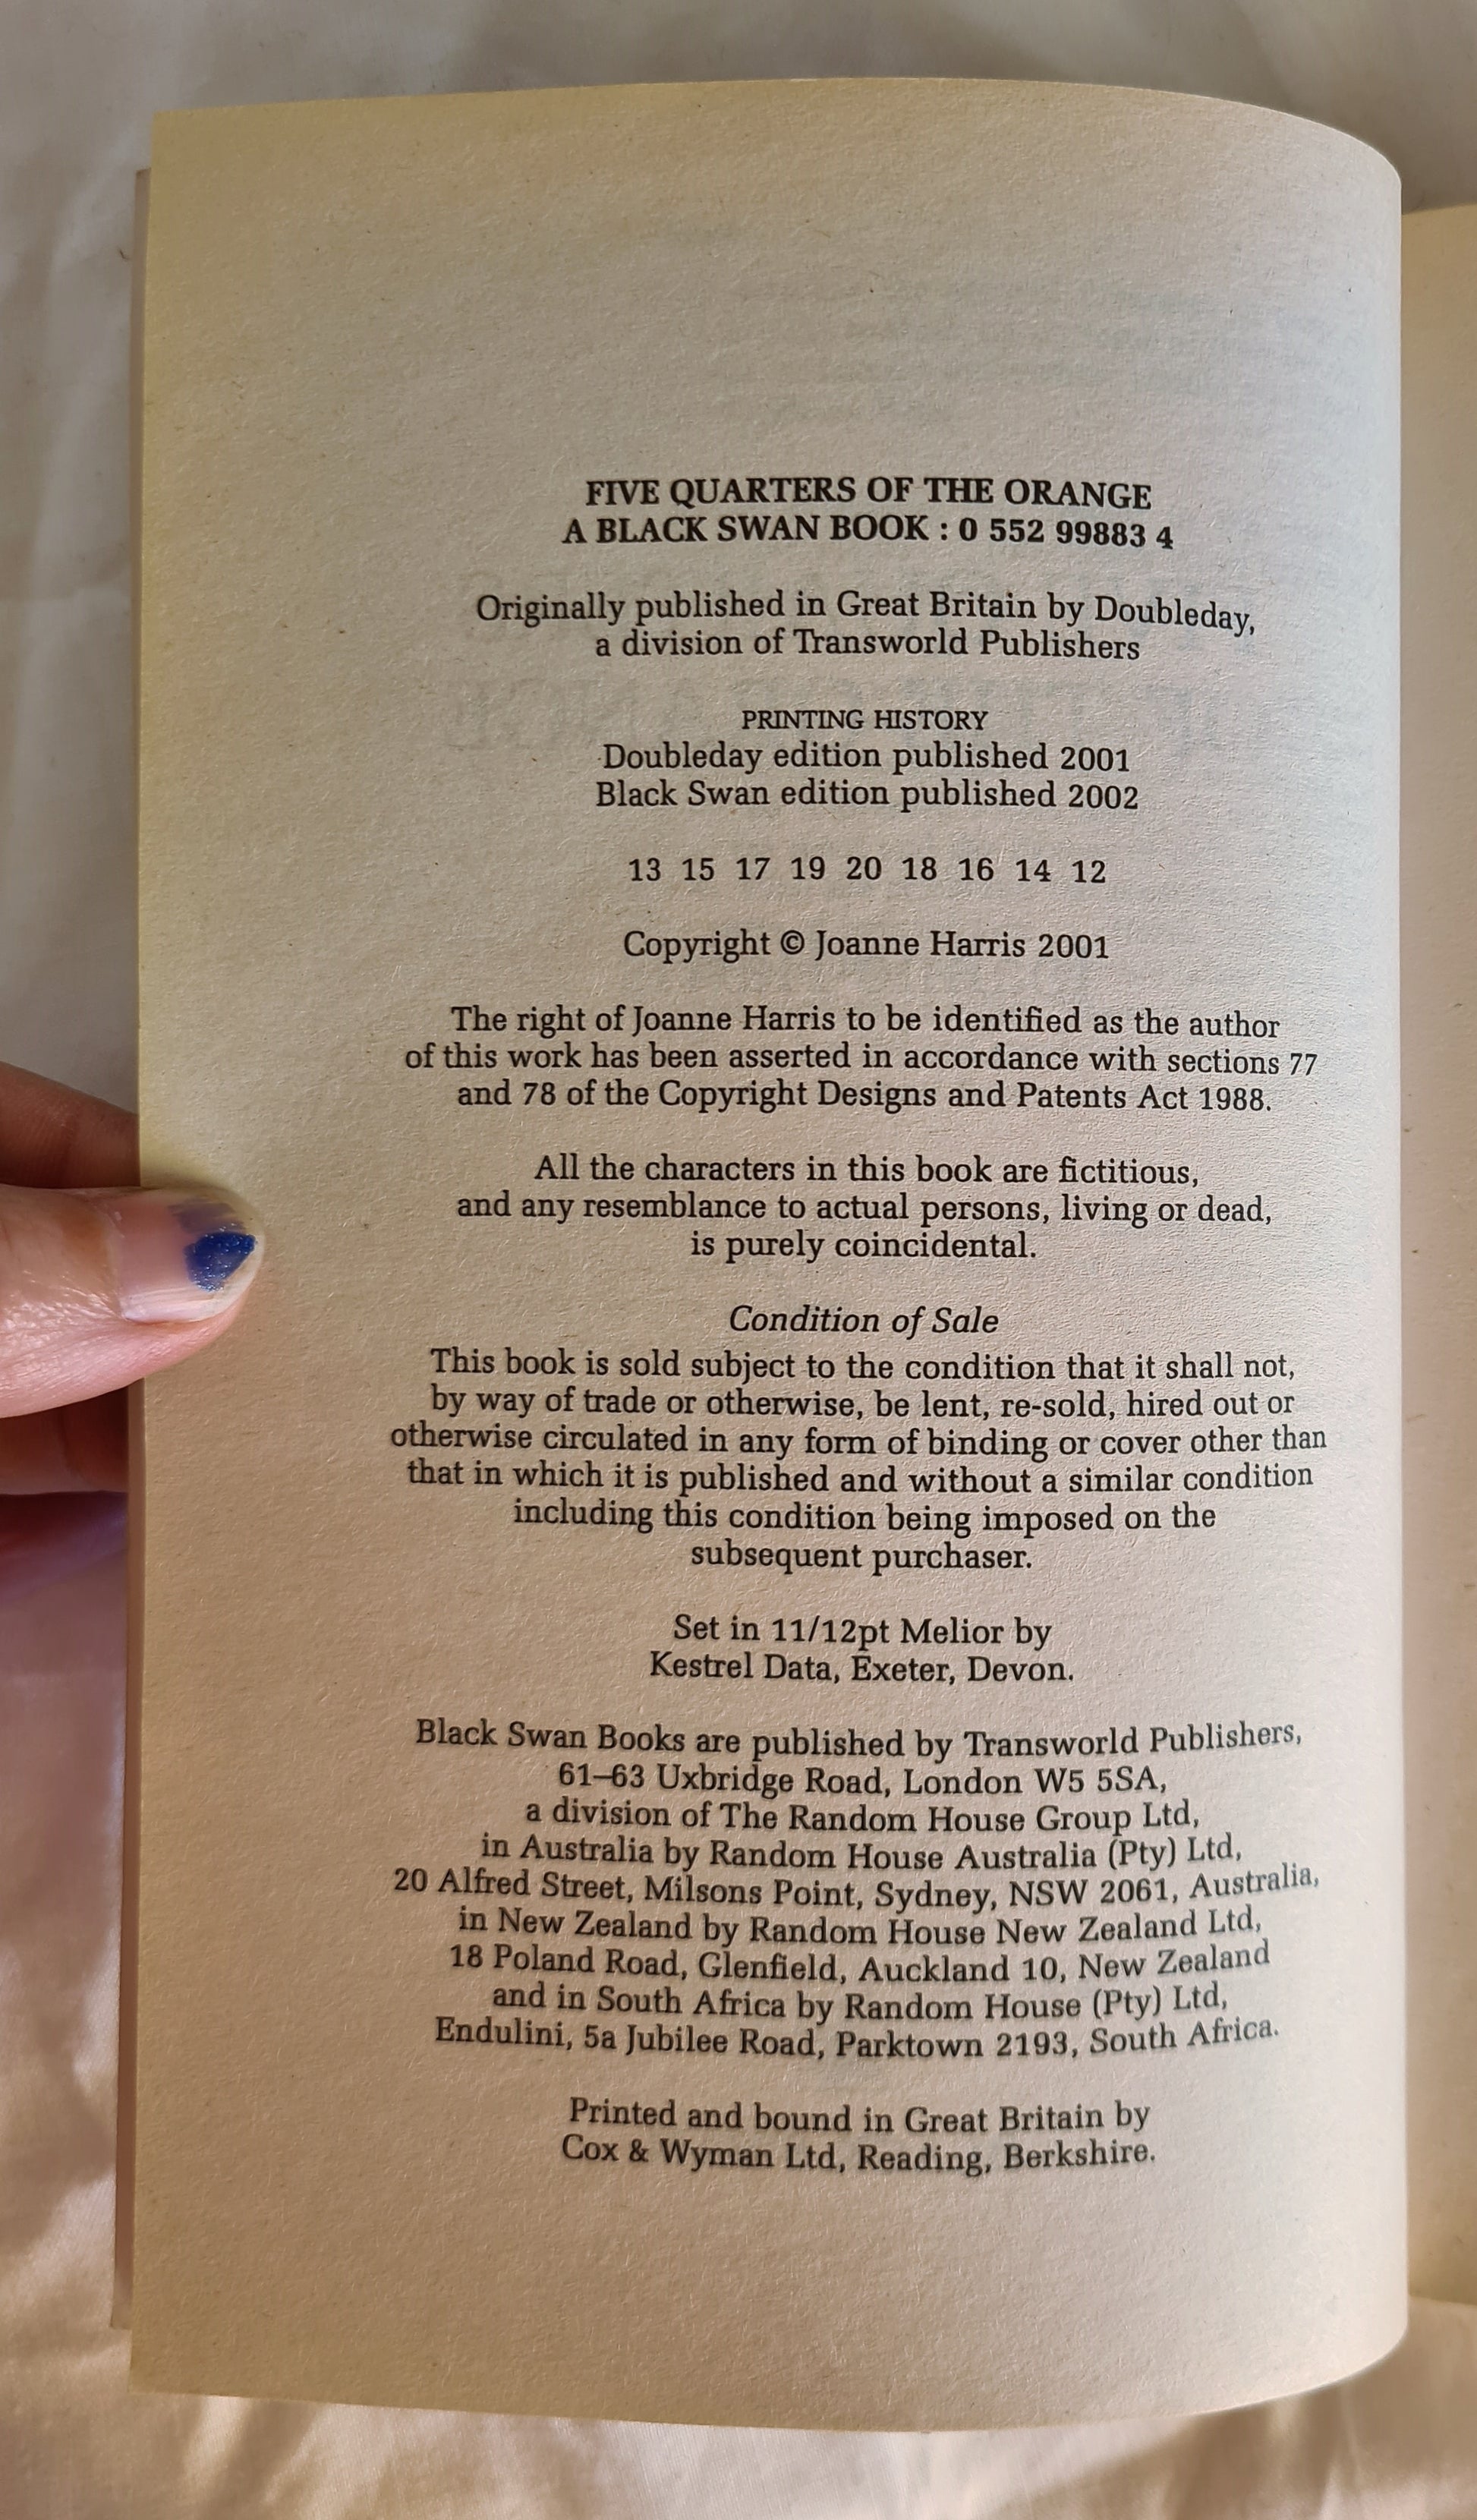 FIVE QUARTERS OF THE ORANGE
A BLACK SWAN BOOK : 0 552 99883 4
Originally published in Great Britain by Doubleday,
a division of Transworld Publishers
PRINTING HISTORY
Doubleday edition published 2001
Black Swan edition published 2002
13 15 17 19 20 18 16 14 12
Copyright © Joanne Harris 2001
The right of Joanne Harris to be identified as the author
of this work has been asserted in accordance with sections 77
and 78 of the Copyright Designs and Patents Act 1988.
All the characters in this book are fictitious,
and any resemblance to actual persons, living or dead,
is purely coincidental.
Condition of Sale
This book is sold subject to the condition that it shall not,
by way of trade or otherwise, be lent, re-sold, hired out or
otherwise circulated in any form of binding or cover other than
that in which it is published and without a similar condition
including this condition being imposed on the
subsequent purchaser.
Set in 11/12pt Melior by
Kestrel Data, Exeter, Devon.
Black Swan Books are published by Transworld Publishers,
61–63 Uxbridge Road, London W5 5SA,
a division of The Random House Group Ltd,
in Australia by Random House Australia (Pty) Ltd,
20 Alfred Street, Milsons Point, Sydney, NSW 2061, Australia,
in New Zealand by Random House New Zealand Ltd,
18 Poland Road, Glenfield, Auckland 10, New Zealand
and in South Africa by Random House (Pty) Ltd,
Endulini, 5a Jubilee Road, Parktown 2193, South Africa.
Printed and bound in Great Britain by
Cox & Wyman Ltd, Reading, Berkshire.